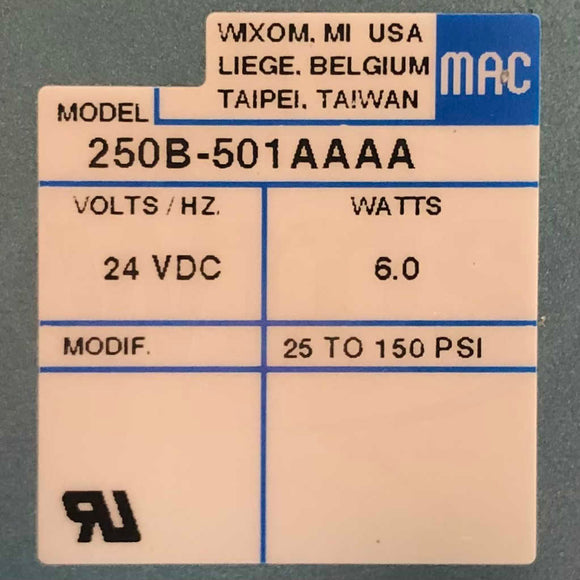 WIXOM, MI USA
LIEGE, BELGIUM
TAIPEI, TAIWAN
MAC
MODEL
250B-501AAAA
VOLTS / HZ.
WATTS
24 VDC
6.0
MODIF.
25 TO 150 PSI
UR